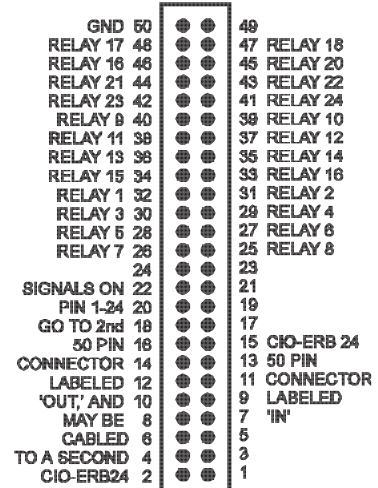 GND 50 49
RELAY 17 48 47 RELAY 18
RELAY 19 46 45 RELAY 20
RELAY 21 44 43 RELAY 22
RELAY 23 42 41 RELAY 24
RELAY 9 40 39 RELAY 10
RELAY 11 38 37 RELAY 12
RELAY 13 36 35 RELAY 14
RELAY 15 34 33 RELAY 16
RELAY 1 32 31 RELAY 2
RELAY 3 30 29 RELAY 4
RELAY 5 28 27 RELAY 6
RELAY 7 26 25 RELAY 8
24 23
SIGNALS ON 22 21
PIN 1-24 20 19
GO TO 2nd 18 17
50 PIN 16 15 CIO-ERB 24
CONNECTOR 14 13 50 PIN
LABELED 12 11 CONNECTOR
'OUT,' AND 10 9 LABELED
MAY BE 8 7 'IN'
CABLED 6 5
TO A SECOND 4 3
CIO-ERB24 2 1